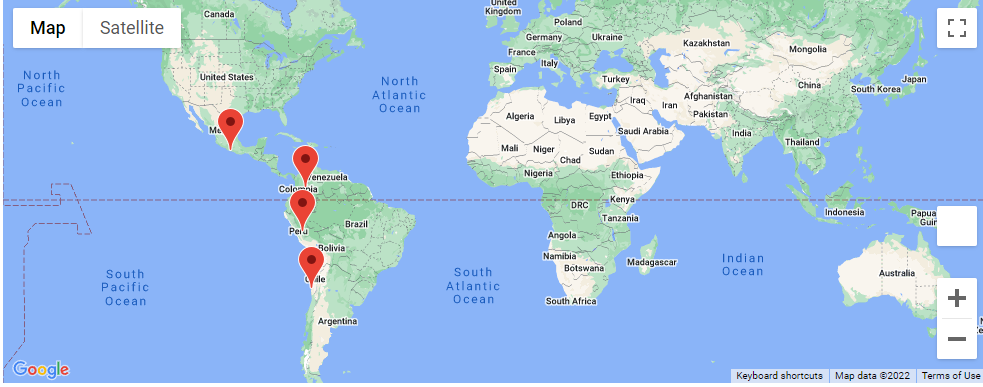 Map
Satellite
Canada
United
Kingdom
Poland
Germany
Ukraine
France
Kazakhstan
Mongolia
Italy
Spain
United States
North
Pacific
Ocean
North
Atlantic
Ocean
Turkey
China
Japan
South Korea
Iraq
Iran
Afghanistan
Pakistan
Algeria
Libya
Egypt
Saudi Arabia
India
Mali
Niger
Sudan
Chad
Thailand
Nigeria
Ethiopia
Venezuela
Colombia
Kenya
DRC
Tanzania
Indonesia
Brazil
Peru
Angola
Bolivia
Namibia
Botswana
Madagascar
South
Pacific
Ocean
South
Atlantic
Ocean
Indian
Ocean
Australia
Chile
South Africa
Argentina
Google
Keyboard shortcuts
Map data ©2022
Terms of Use